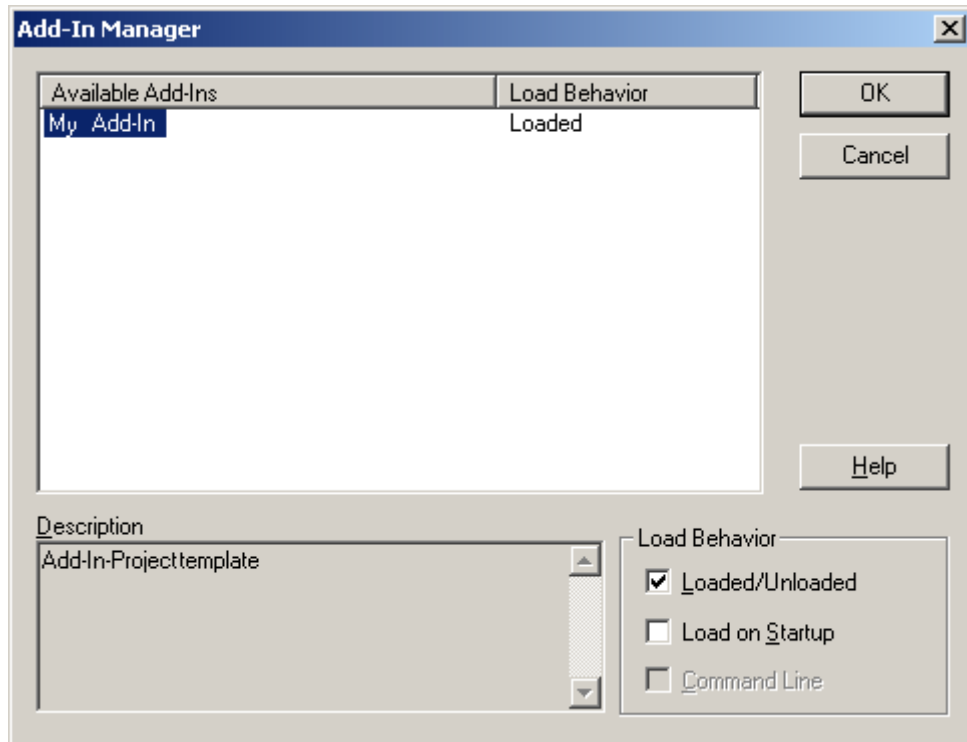 Add-In Manager
Available Add-Ins Load Behavior
My Add-In Loaded
OK
Cancel
Help
Description
Add-In-Projecttemplate
Load Behavior
Loaded/Unloaded
Load on Startup
Command Line